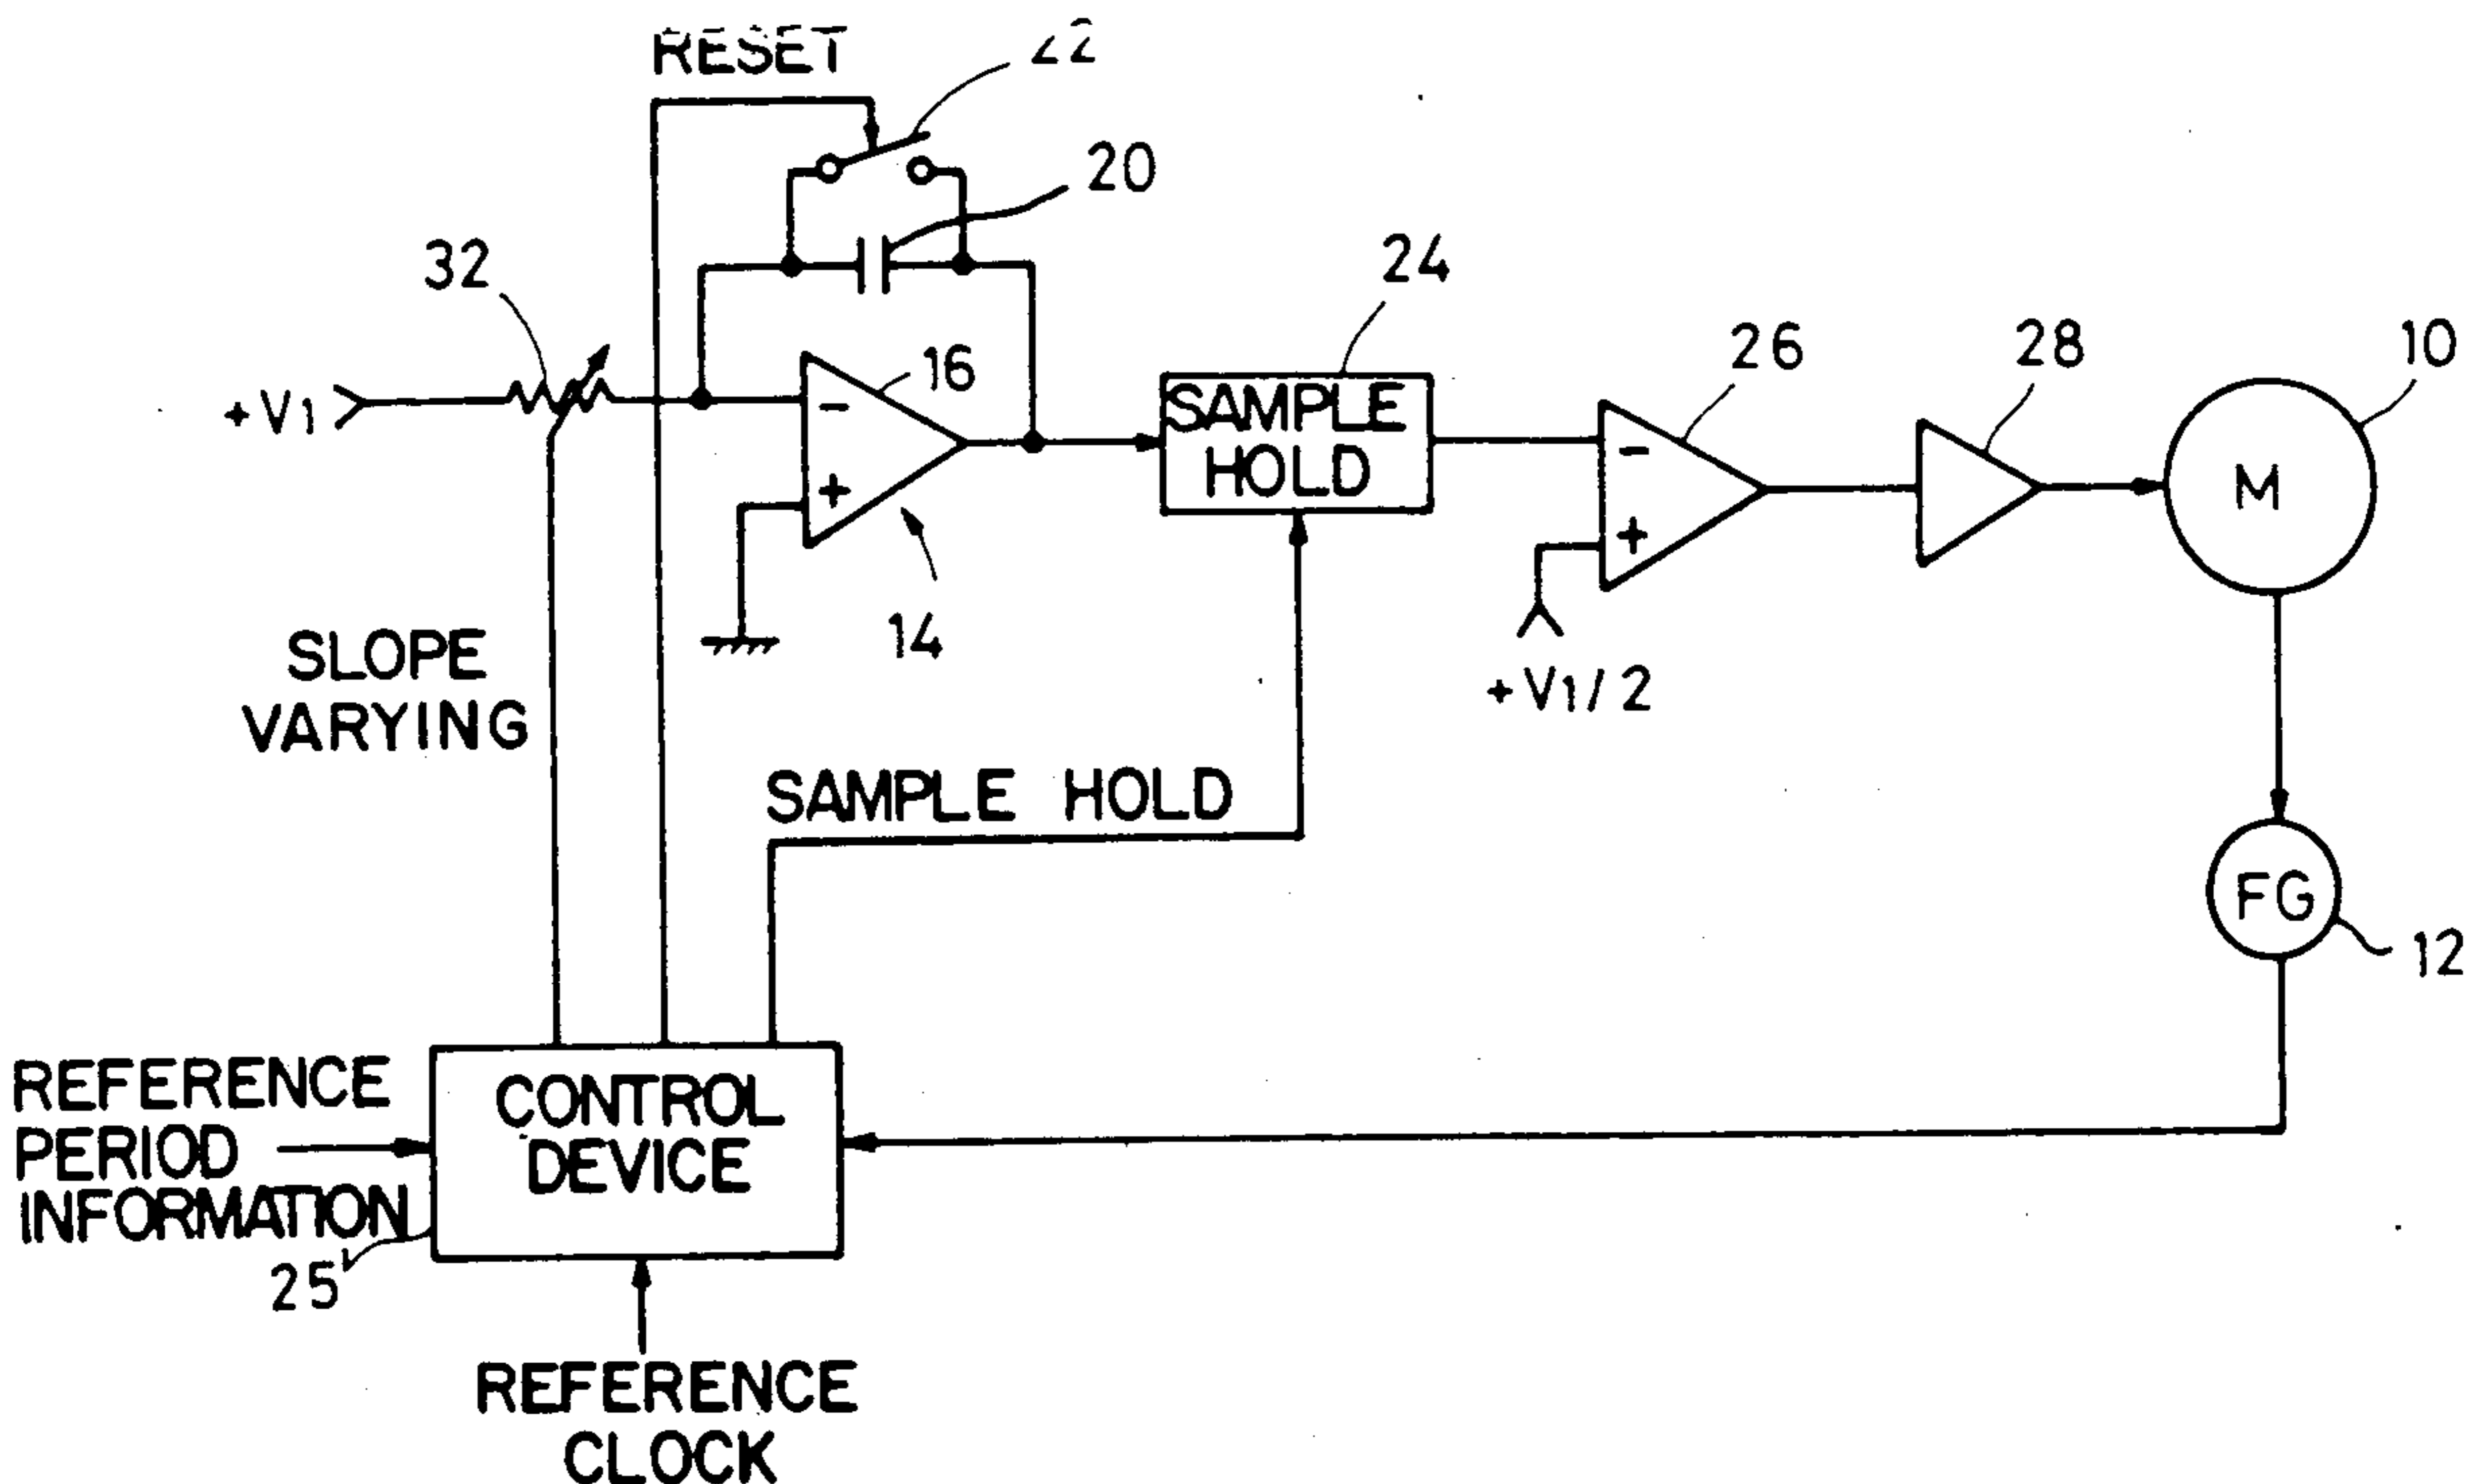 RESET
22
20
32
24
16
26
28
10
+V1
-
+
SAMPLE
HOLD
-
+
M
14
+V1/2
SLOPE
VARYING
SAMPLE HOLD
FG
12
REFERENCE
PERIOD
INFORMATION
25
CONTROL
DEVICE
REFERENCE
CLOCK